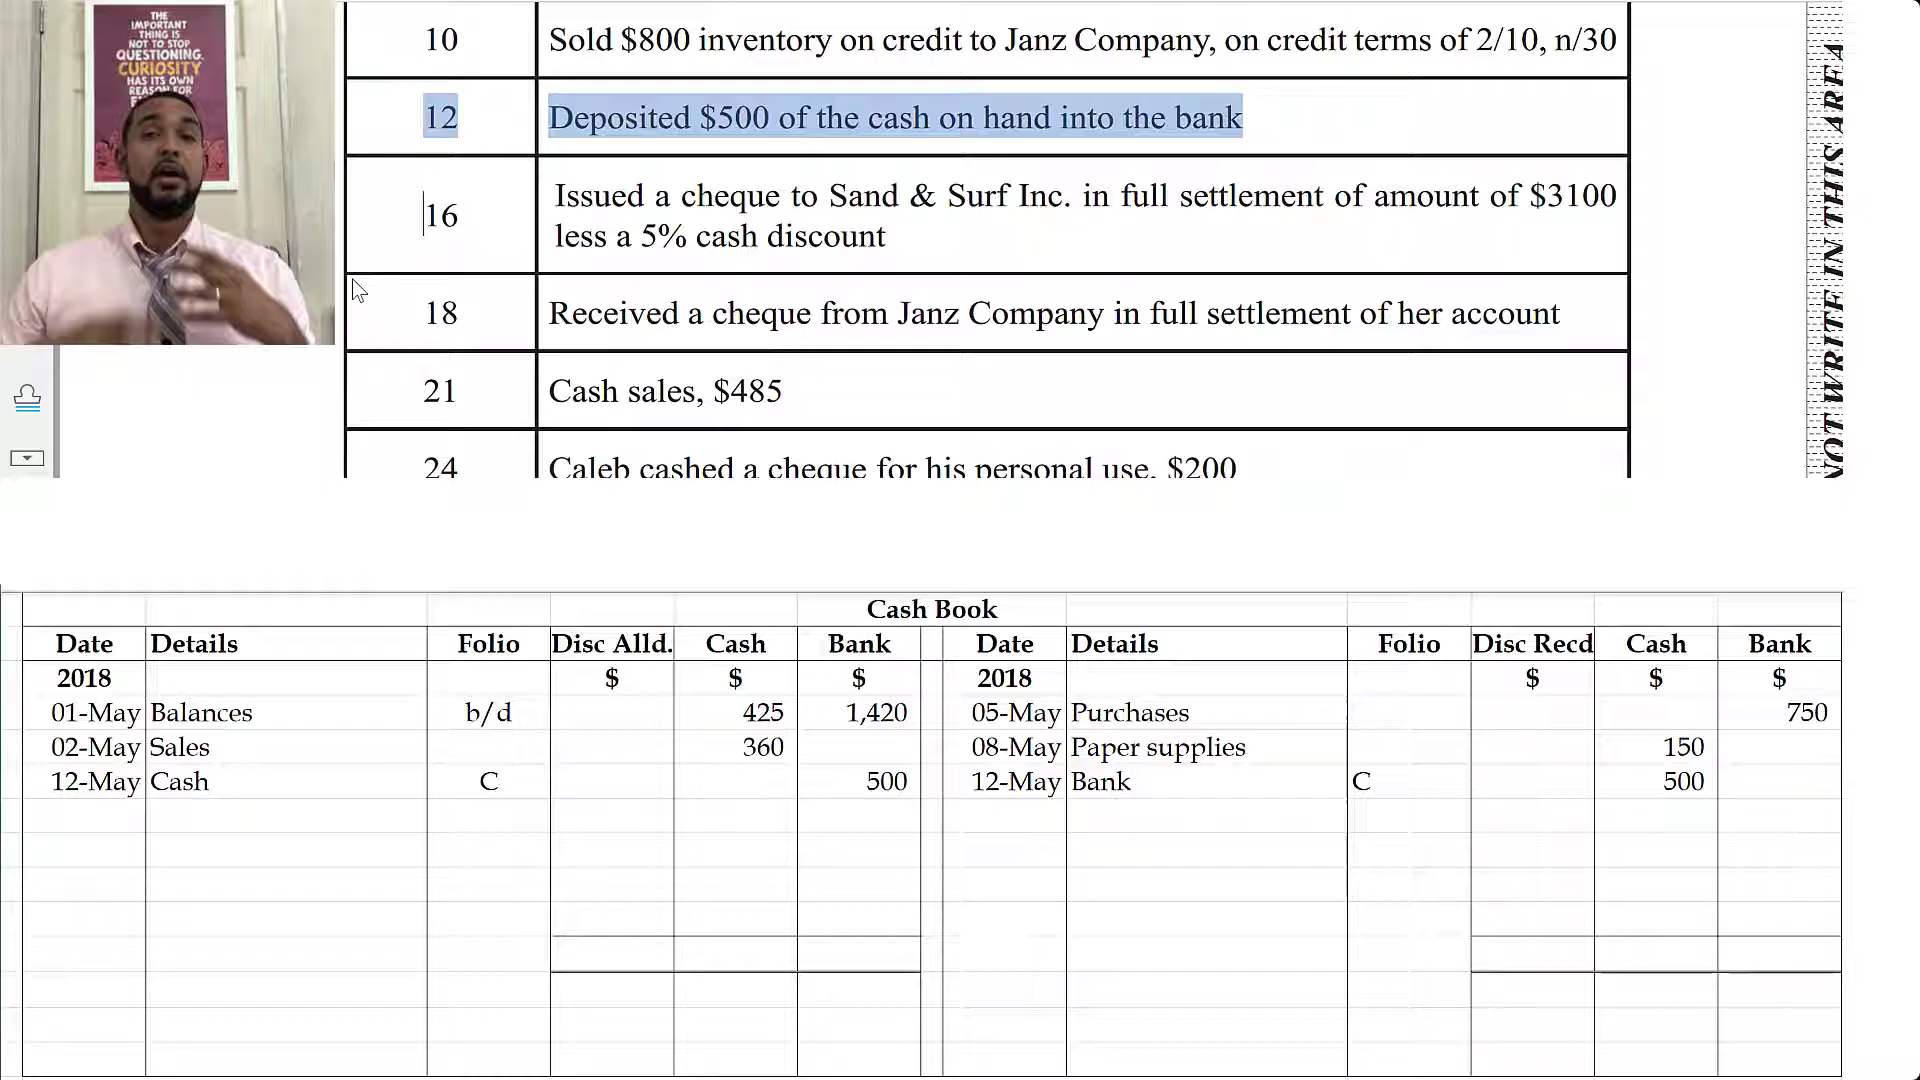 THE
IMPORTANT
THING IS
NOT TO STOP
QUESTIONING.
CURIOSITY
HAS ITS OWN
REASON FOR
10 Sold $800 inventory on credit to Janz Company, on credit terms of 2/10, n/30
12 Deposited $500 of the cash on hand into the bank
16 Issued a cheque to Sand & Surf Inc. in full settlement of amount of $3100
less a 5% cash discount
18 Received a cheque from Janz Company in full settlement of her account
21 Cash sales, $485
24 Caleb cashed a cheque for his personal use, $200
NOT WRITE IN THIS AREA
Cash Book
Date Details Folio Disc Alld. Cash Bank Date Details Folio Disc Recd Cash Bank
2018 $ $ $ 2018 $ $ $
01-May Balances b/d 425 1,420 05-May Purchases 750
02-May Sales 360 08-May Paper supplies 150
12-May Cash C 500 12-May Bank C 500